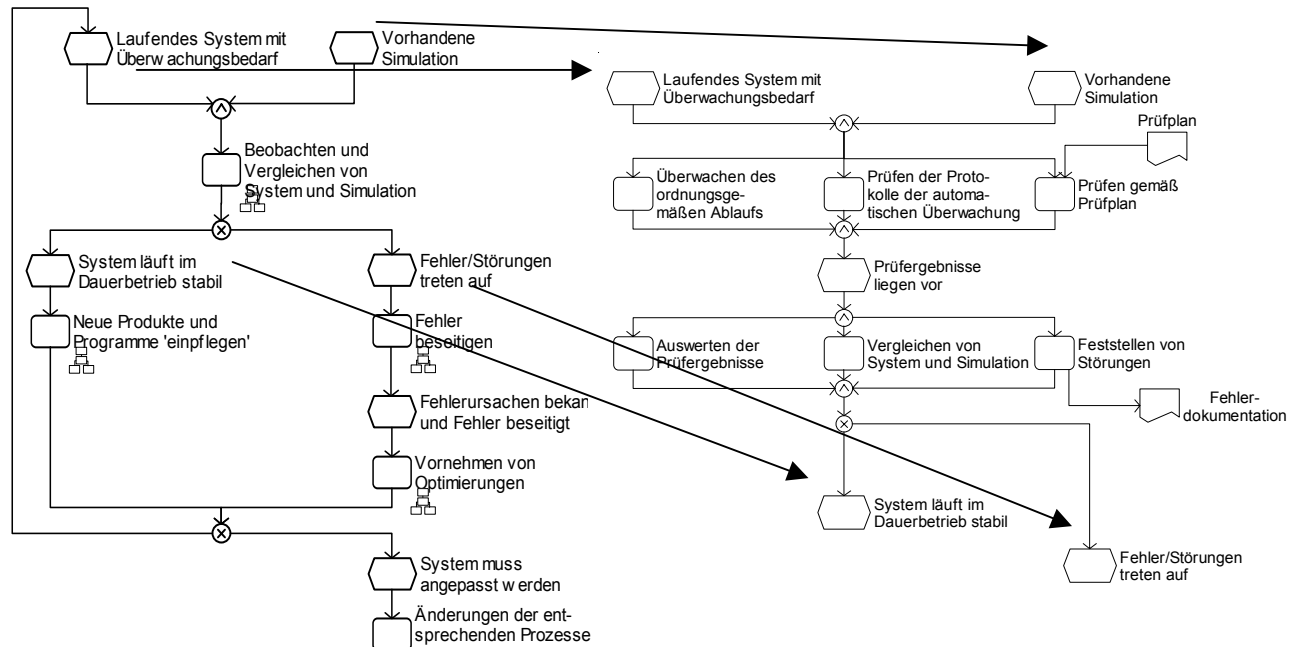 Laufendes System mit
Überwachungsbedarf
Vorhandene
Simulation
Beobachten und
Vergleichen von
System und Simulation
System läuft im
Dauerbetrieb stabil
Fehler/Störungen
treten auf
Neue Produkte und
Programme 'einpflegen'
Fehler
beseitigen
Fehlerursachen bekan
und Fehler beseitigt
Vornehmen von
Optimierungen
System muss
angepasst werden
Änderungen der ent-
sprechenden Prozesse
Laufendes System mit
Überwachungsbedarf
Vorhandene
Simulation
Prüfplan
Überwachen des
ordnungsge-
mäßen Ablaufs
Prüfen der Proto-
kolle der automa-
tischen Überwachung
Prüfen gemäß
Prüfplan
Prüfergebnisse
liegen vor
Auswerten der
Prüfergebnisse
Vergleichen von
System und Simulation
Feststellen von
Störungen
Fehler-
dokumentation
System läuft im
Dauerbetrieb stabil
Fehler/Störungen
treten auf